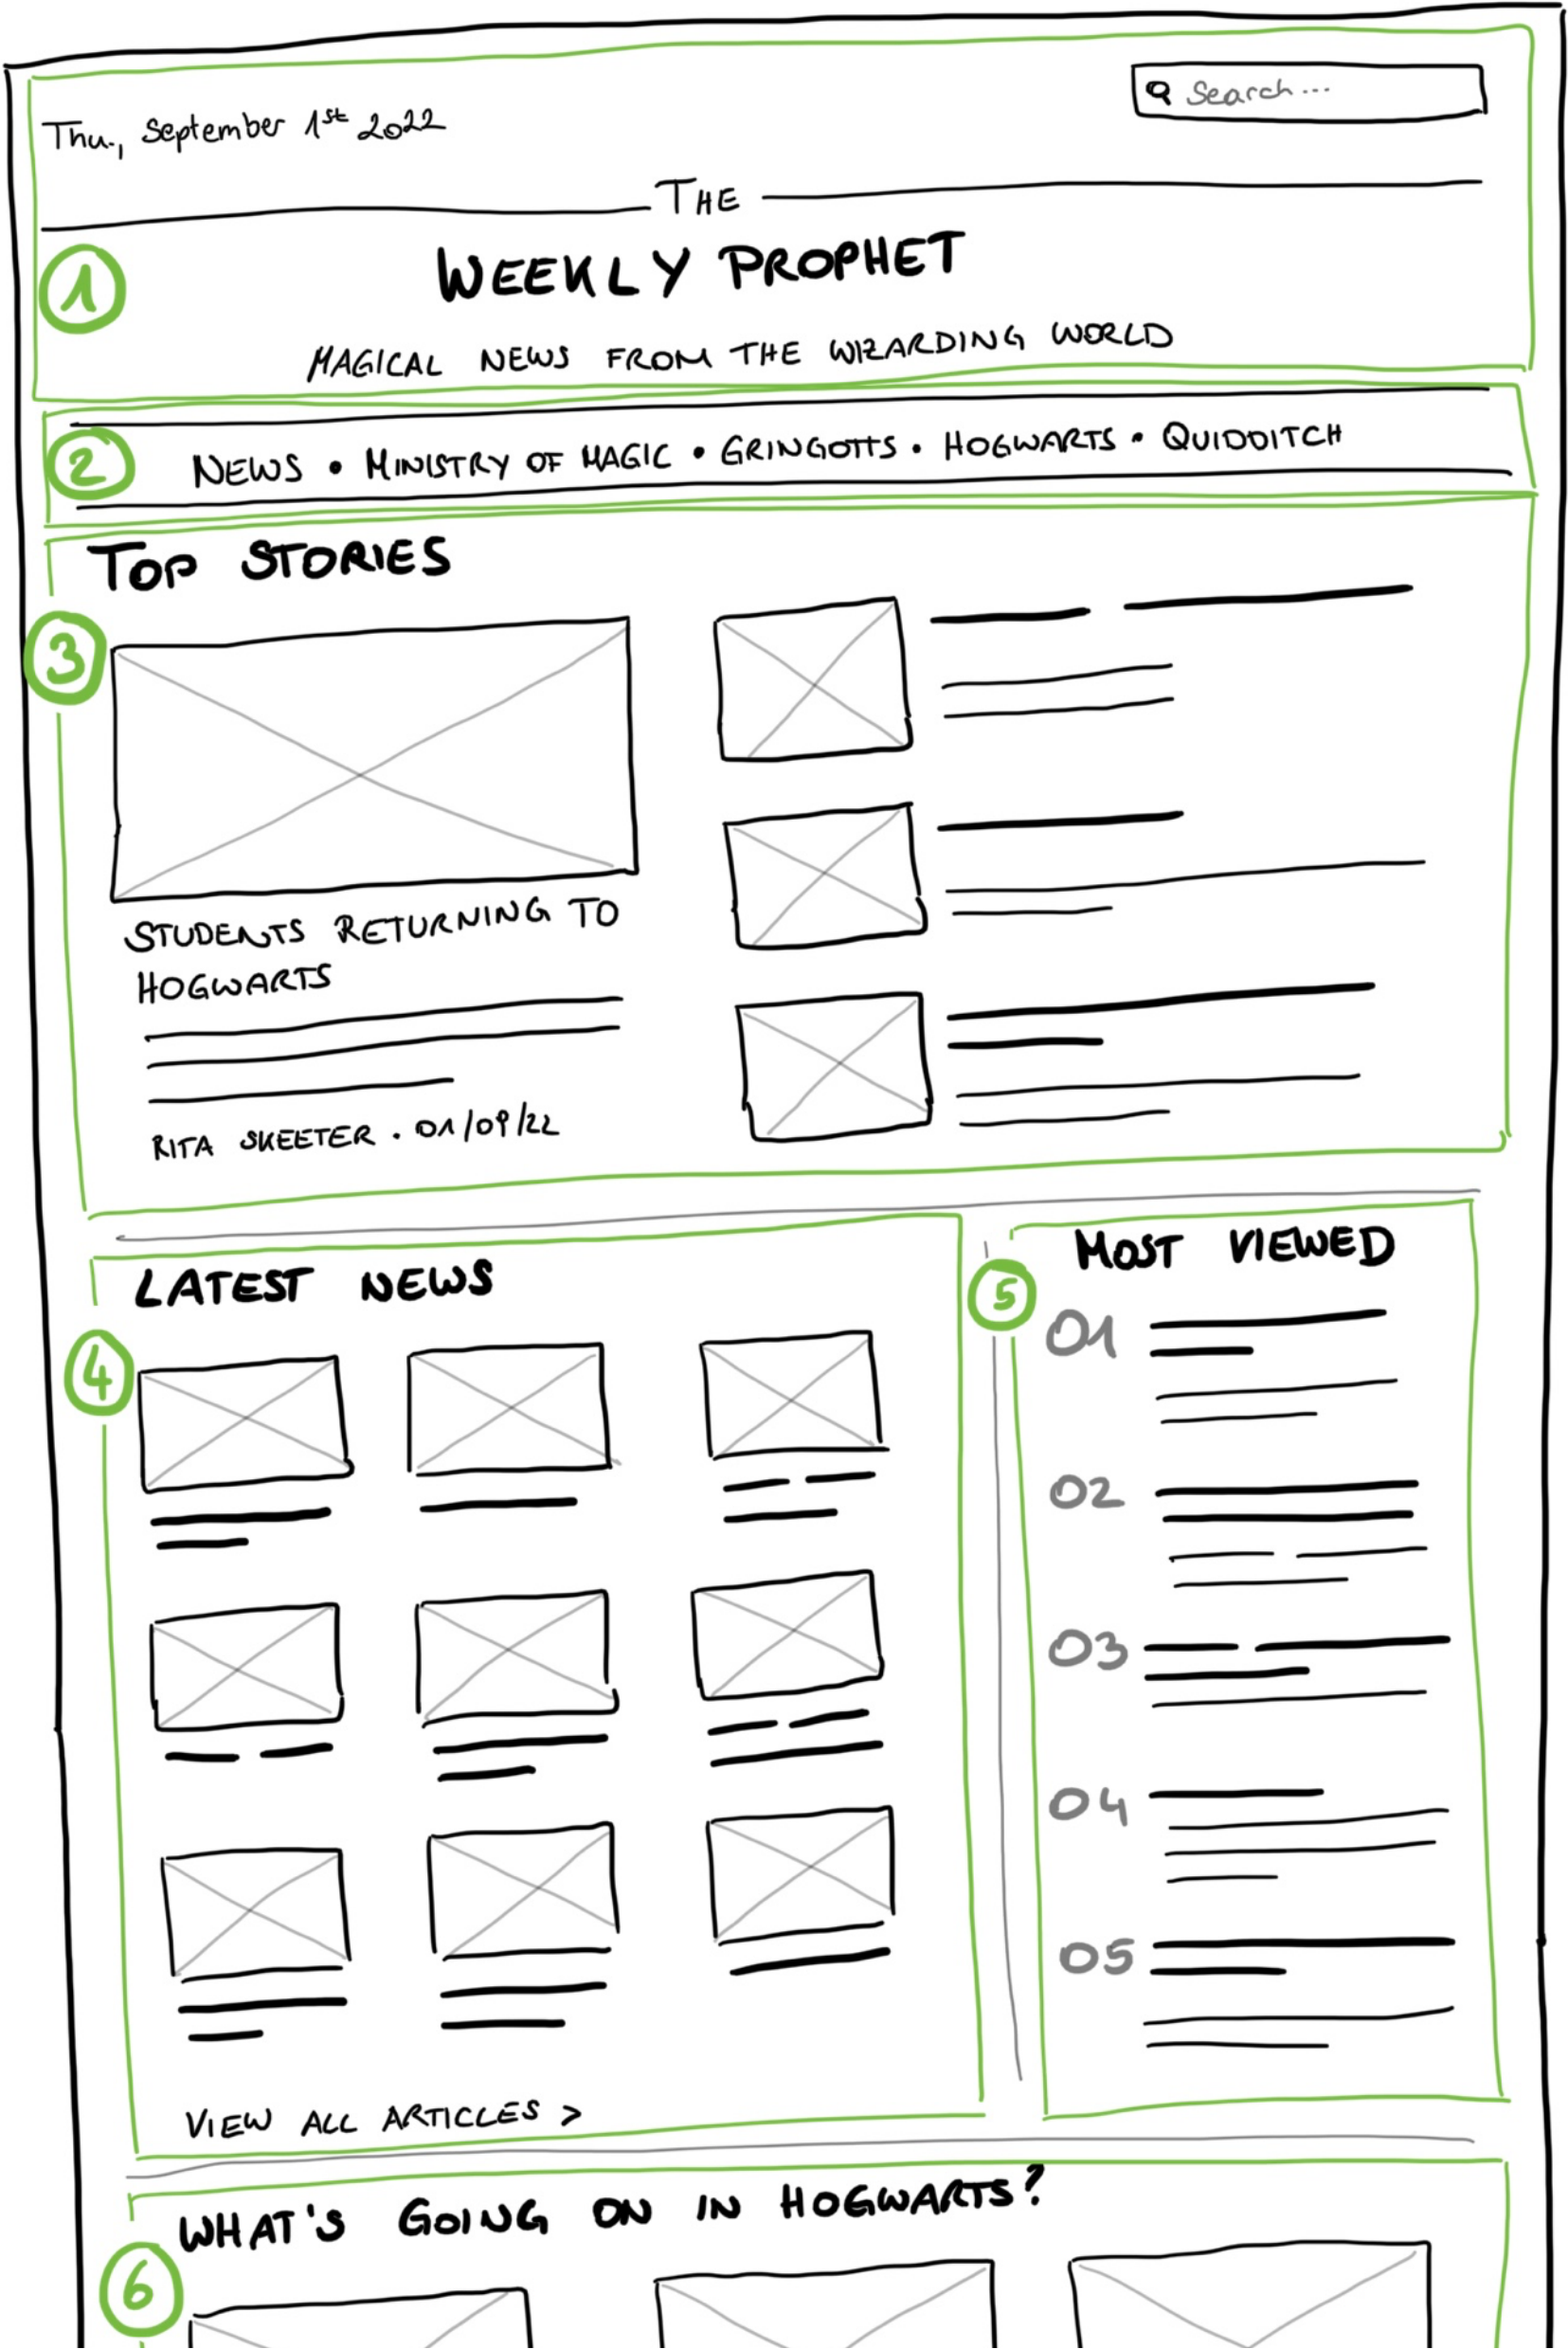 Search...
Thu., September 1st 2022
THE
WEEKLY PROPHET
1
MAGICAL NEWS FROM THE WIZARDING WORLD
2
NEWS • MINISTRY OF MAGIC • GRINGOTTS • HOGWARTS • QUIDDITCH
TOP STORIES
3
STUDENTS RETURNING TO
HOGWARTS
RITA SKEETER . 01/09/22
LATEST NEWS
4
VIEW ALL ARTICLES >
5
MOST VIEWED
01
02
03
04
05
WHAT'S GOING ON IN HOGWARTS?
6